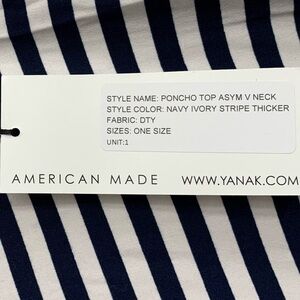 STYLE NAME: PONCHO TOP ASYM V NECK
STYLE COLOR: NAVY IVORY STRIPE THICKER
FABRIC: DTY
SIZES: ONE SIZE
UNIT:1
AMERICAN MADE WWW.YANAK.COM